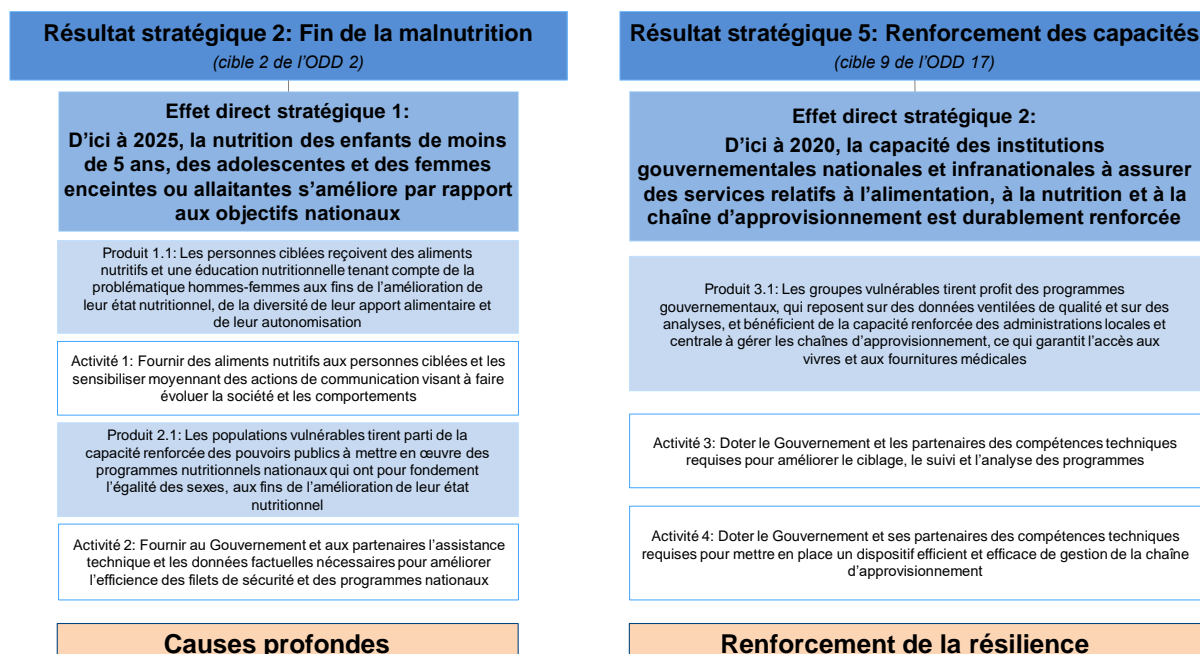 Résultat stratégique 2: Fin de la malnutrition
(cible 2 de l’ODD 2)
Effet direct stratégique 1:
D’ici à 2025, la nutrition des enfants de moins
de 5 ans, des adolescentes et des femmes
enceintes ou allaitantes s’améliore par rapport
aux objectifs nationaux
Produit 1.1: Les personnes ciblées reçoivent des aliments
nutritifs et une éducation nutritionnelle tenant compte de la
problématique hommes-femmes aux fins de l’amélioration de
leur état nutritionnel, de la diversité de leur apport alimentaire et
de leur autonomisation
Activité 1: Fournir des aliments nutritifs aux personnes ciblées et les
sensibiliser moyennant des actions de communication visant à faire
évoluer la société et les comportements
Produit 2.1: Les populations vulnérables tirent parti de la
capacité renforcée des pouvoirs publics à mettre en œuvre des
programmes nutritionnels nationaux qui ont pour fondement
l’égalité des sexes, aux fins de l’amélioration de leur état
nutritionnel
Activité 2: Fournir au Gouvernement et aux partenaires l’assistance
technique et les données factuelles nécessaires pour améliorer
l’efficience des filets de sécurité et des programmes nationaux
Causes profondes
Résultat stratégique 5: Renforcement des capacités
(cible 9 de l’ODD 17)
Effet direct stratégique 2:
D’ici à 2020, la capacité des institutions
gouvernementales nationales et infranationales à assurer
des services relatifs à l’alimentation, à la nutrition et à la
chaîne d’approvisionnement est durablement renforcée
Produit 3.1: Les groupes vulnérables tirent profit des programmes
gouvernementaux, qui reposent sur des données ventilées de qualité et sur des
analyses, et bénéficient de la capacité renforcée des administrations locales et
centrale à gérer les chaînes d’approvisionnement, ce qui garantit l’accès aux
vivres et aux fournitures médicales
Activité 3: Doter le Gouvernement et les partenaires des compétences techniques
requises pour améliorer le ciblage, le suivi et l’analyse des programmes
Activité 4: Doter le Gouvernement et ses partenaires des compétences techniques
requises pour mettre en place un dispositif efficient et efficace de gestion de la chaîne
d’approvisionnement
Renforcement de la résilience